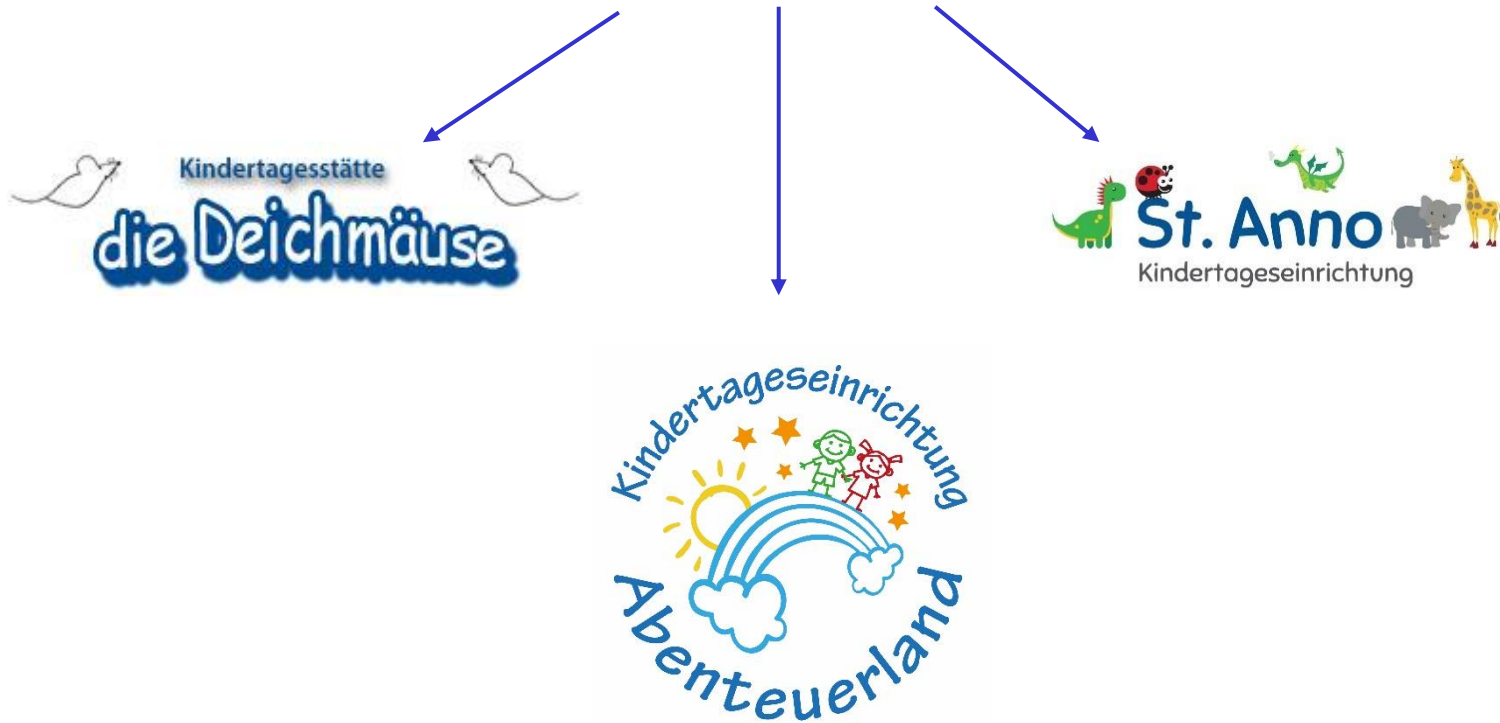 Kindertagesstätte
die Deichmäuse
St. Anno
Kindertageseinrichtung
Kindertageseinrichtung
Abenteuerland